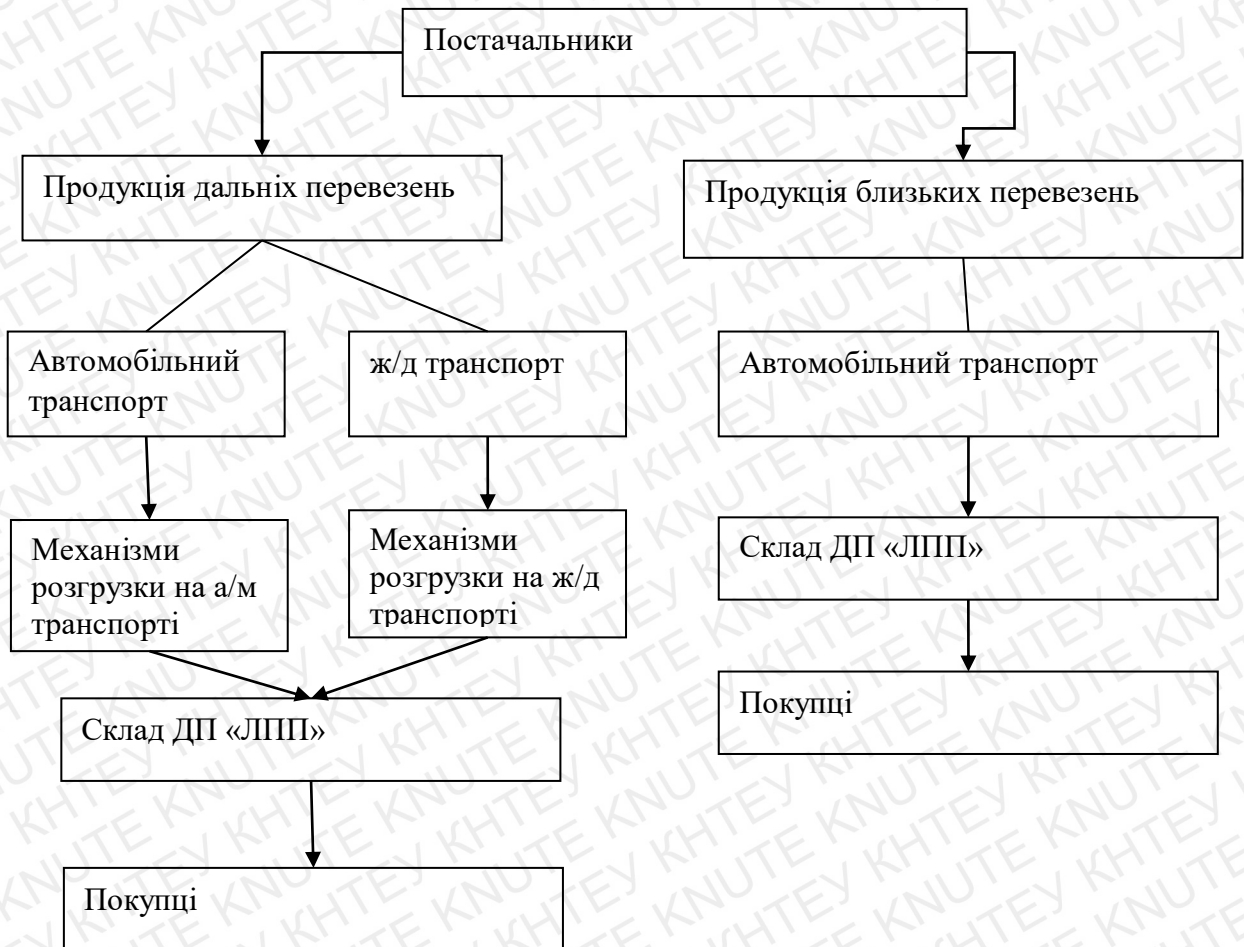 Постачальники
Продукція дальніх перевезень
Продукція близьких перевезень
Автомобільний
транспорт
ж/д транспорт
Автомобільний транспорт
Механізми
розгрузки на а/м
транспорті
Механізми
розгрузки на ж/д
транспорті
Склад ДП «ЛПП»
Склад ДП «ЛПП»
Покупці
Покупці